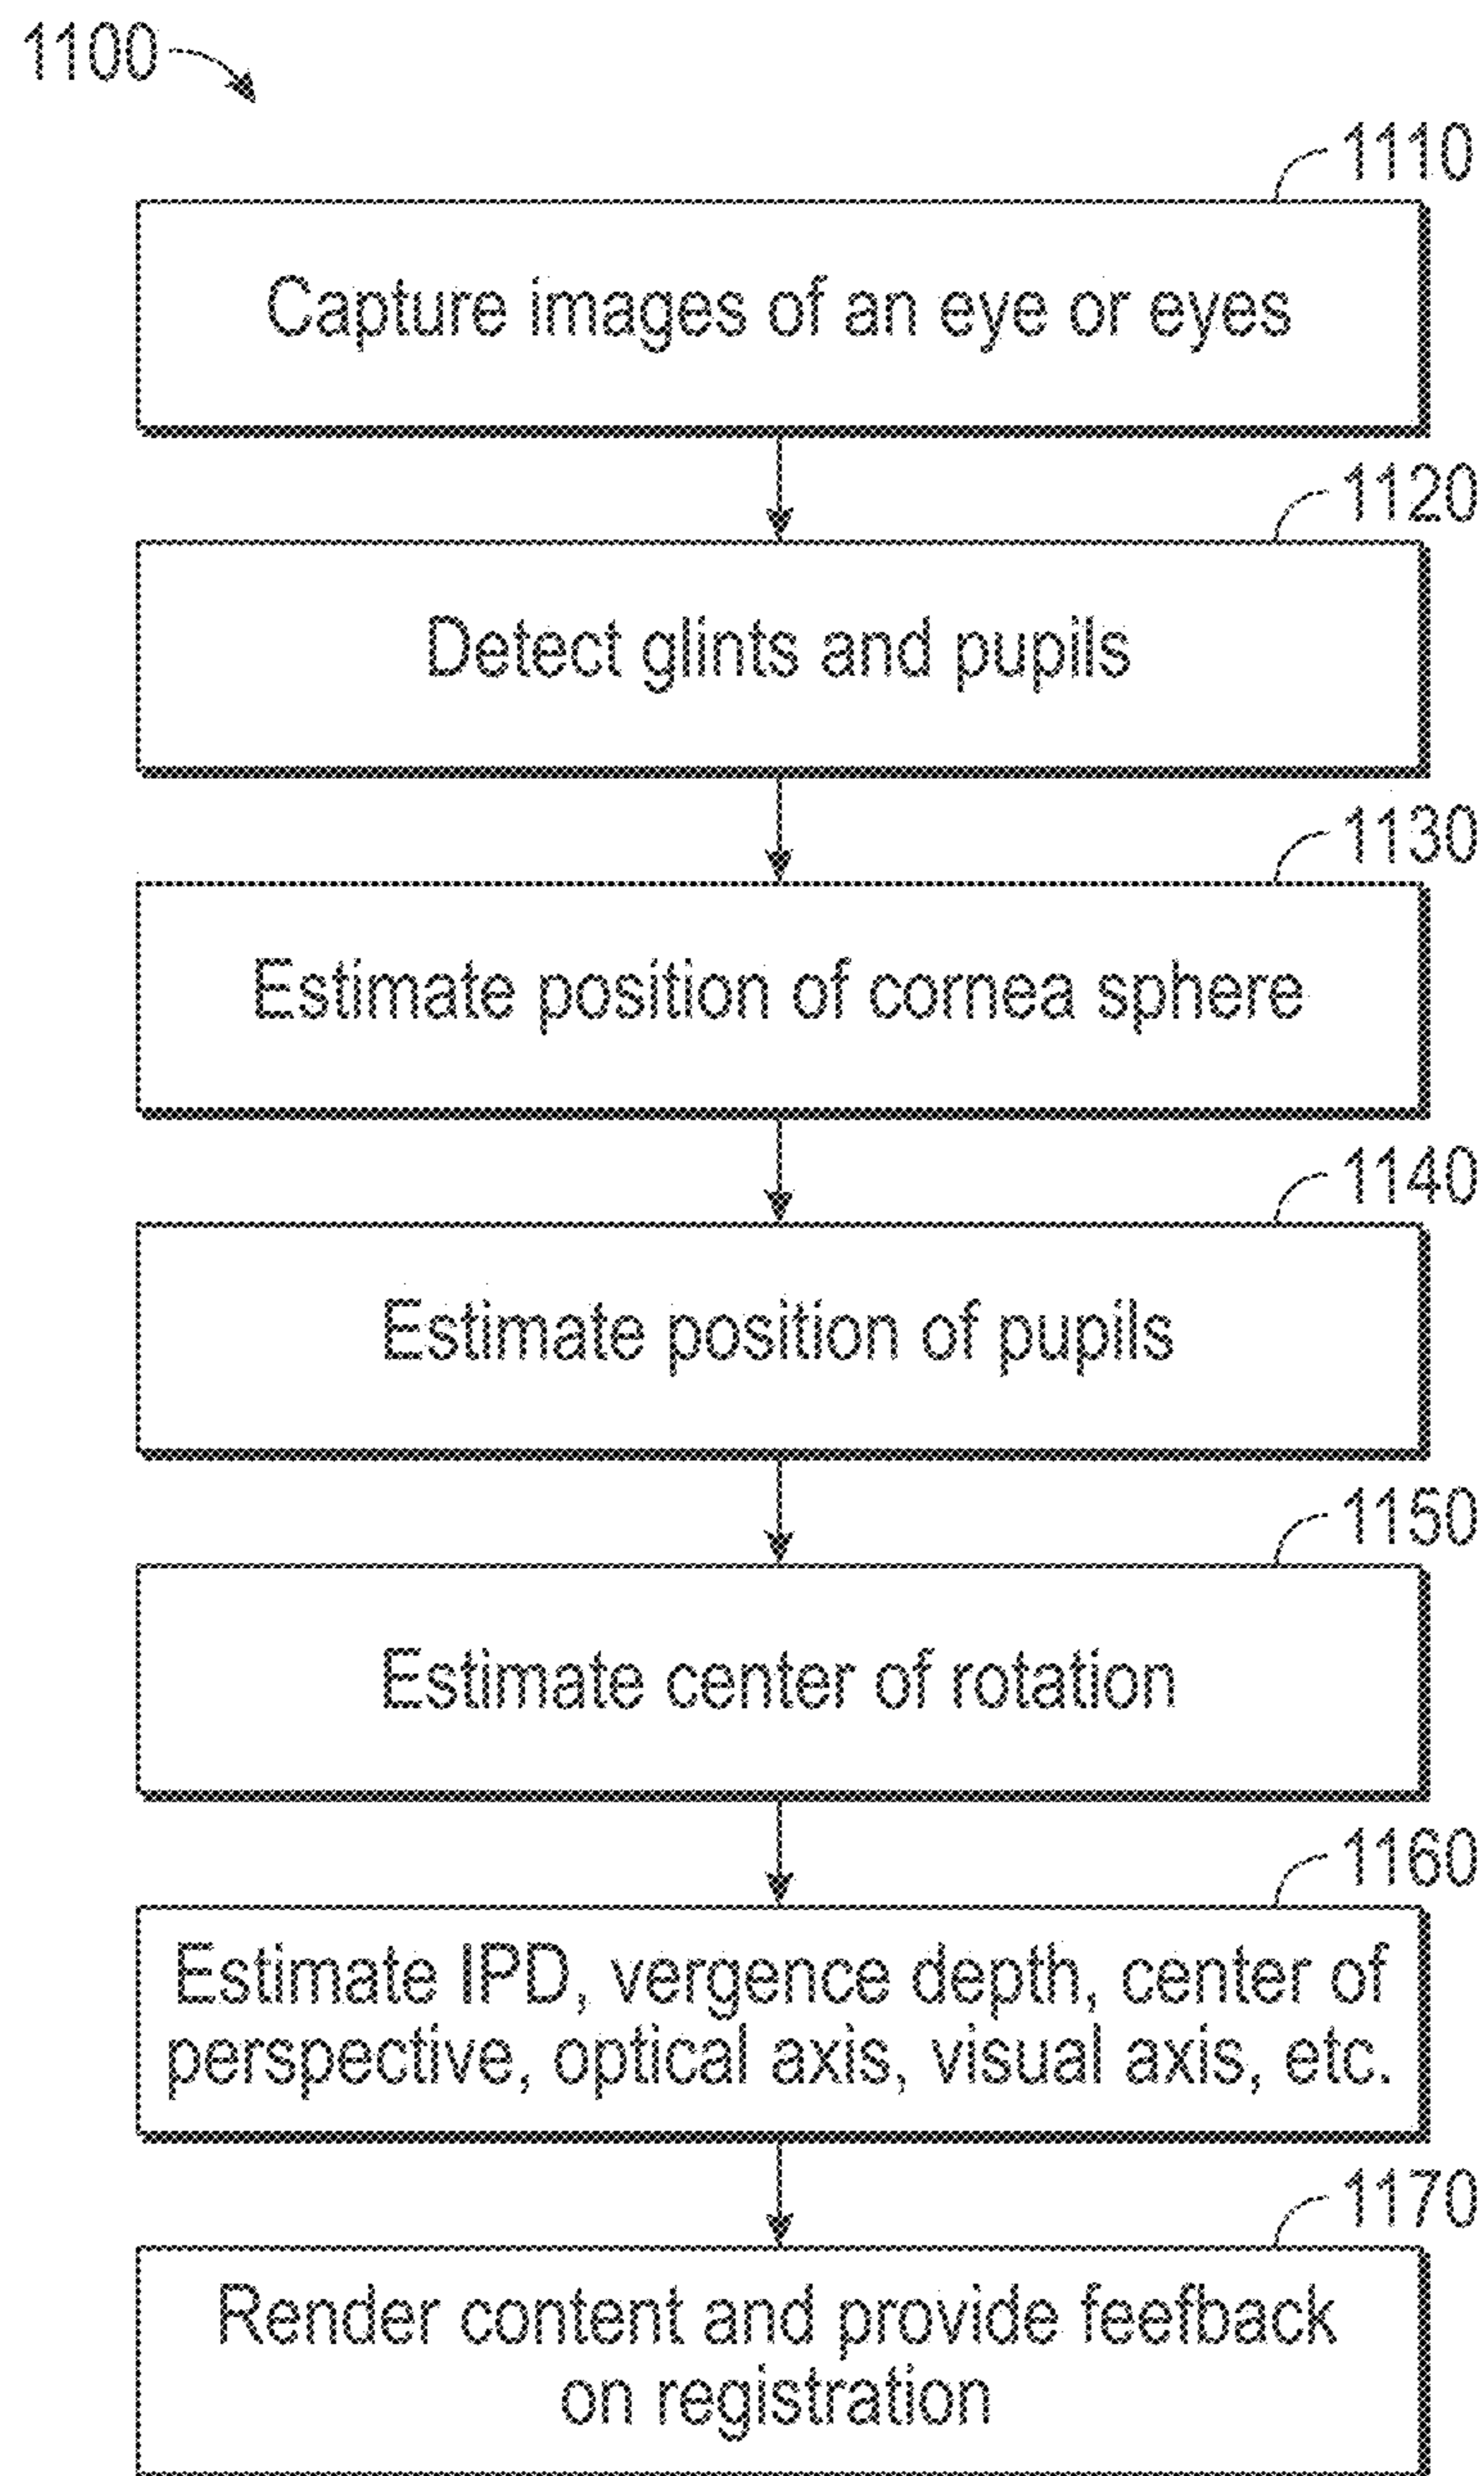 1100
1110
Capture images of an eye or eyes
1120
Detect glints and pupils
1130
Estimate position of cornea sphere
1140
Estimate position of pupils
1150
Estimate center of rotation
1160
Estimate IPD, vergence depth, center of
perspective, optical axis, visual axis, etc.
1170
Render content and provide feefback
on registration